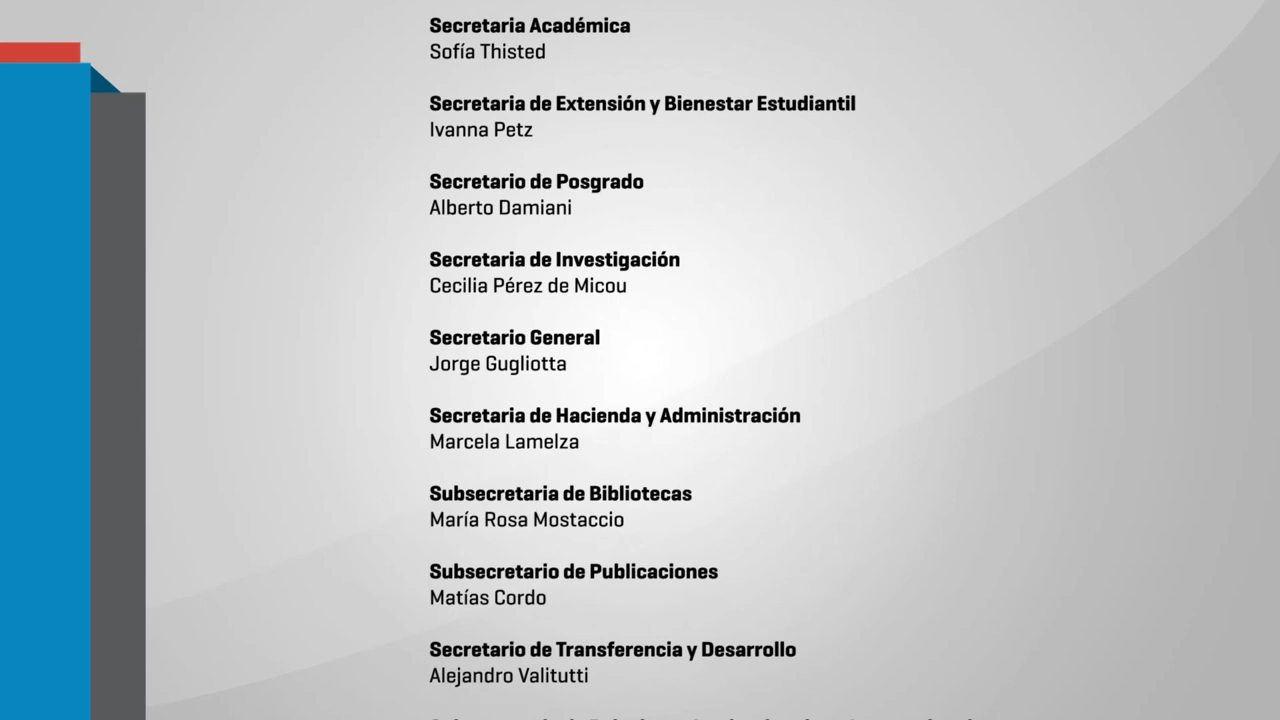 Secretaria Académica
Sofía Thisted
Secretaria de Extensión y Bienestar Estudiantil
Ivanna Petz
Secretario de Posgrado
Alberto Damiani
Secretaria de Investigación
Cecilia Pérez de Micou
Secretario General
Jorge Gugliotta
Secretaria de Hacienda y Administración
Marcela Lamelza
Subsecretaria de Bibliotecas
María Rosa Mostaccio
Subsecretario de Publicaciones
Matías Cordo
Secretario de Transferencia y Desarrollo
Alejandro Valitutti